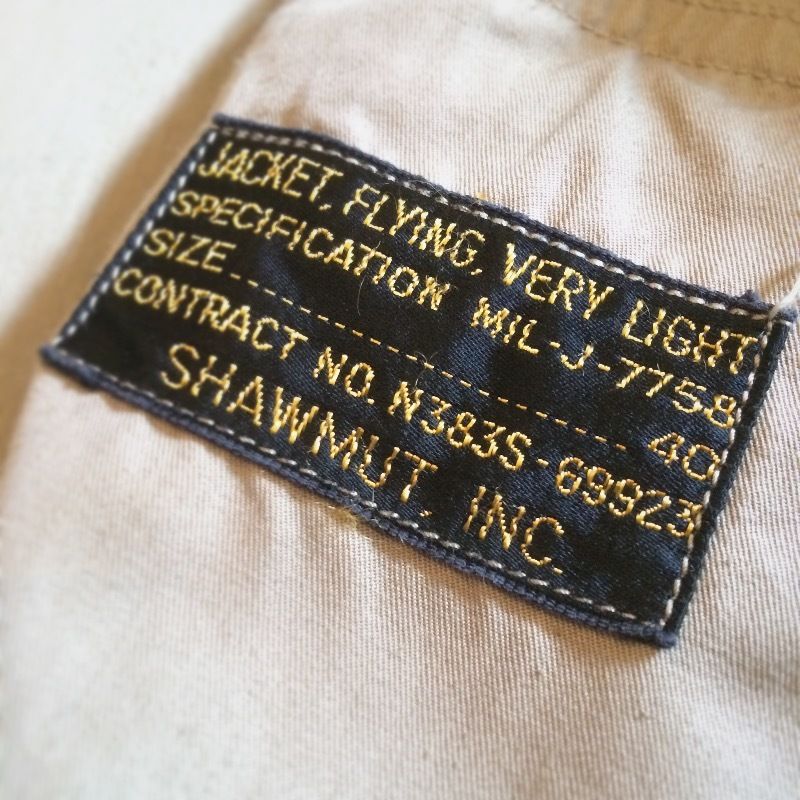 JACKET, FLYING, VERY LIGHT
SPECIFICATION MIL-J-7758
SIZE 40
CONTRACT NO. N383S-69923
SHAWMUT, INC.